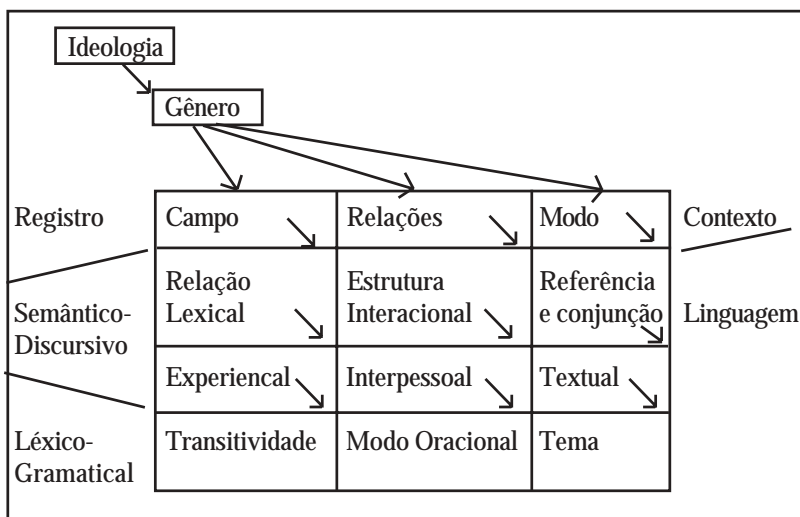 Ideologia
Gênero
Registro
Campo
Relações
Modo
Contexto
Relação
Lexical
Estrutura
Interacional
Referência
e conjunção
Semântico-
Discursivo
Linguagem
Experiencal
Interpessoal
Textual
Léxico-
Gramatical
Transitividade
Modo Oracional
Tema